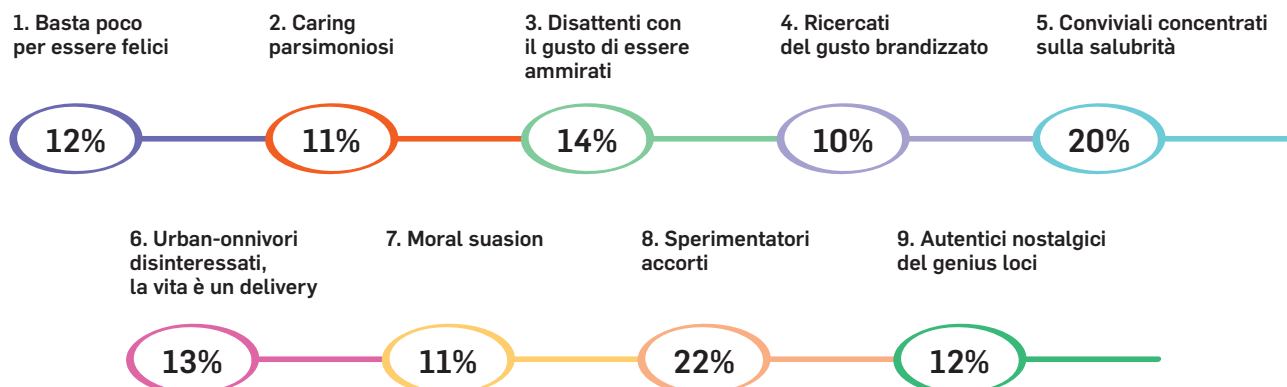 1. Basta poco
per essere felici
2. Caring
parsimoniosi
3. Disattenti con
il gusto di essere
ammirati
4. Ricercati
del gusto brandizzato
5. Conviviali concentrati
sulla salubrità
12%
11%
14%
10%
20%
6. Urban-onnivori
disinteressati,
la vita è un delivery
7. Moral suasion
8. Sperimentatori
accorti
9. Autentici nostalgici
del genius loci
13%
11%
22%
12%